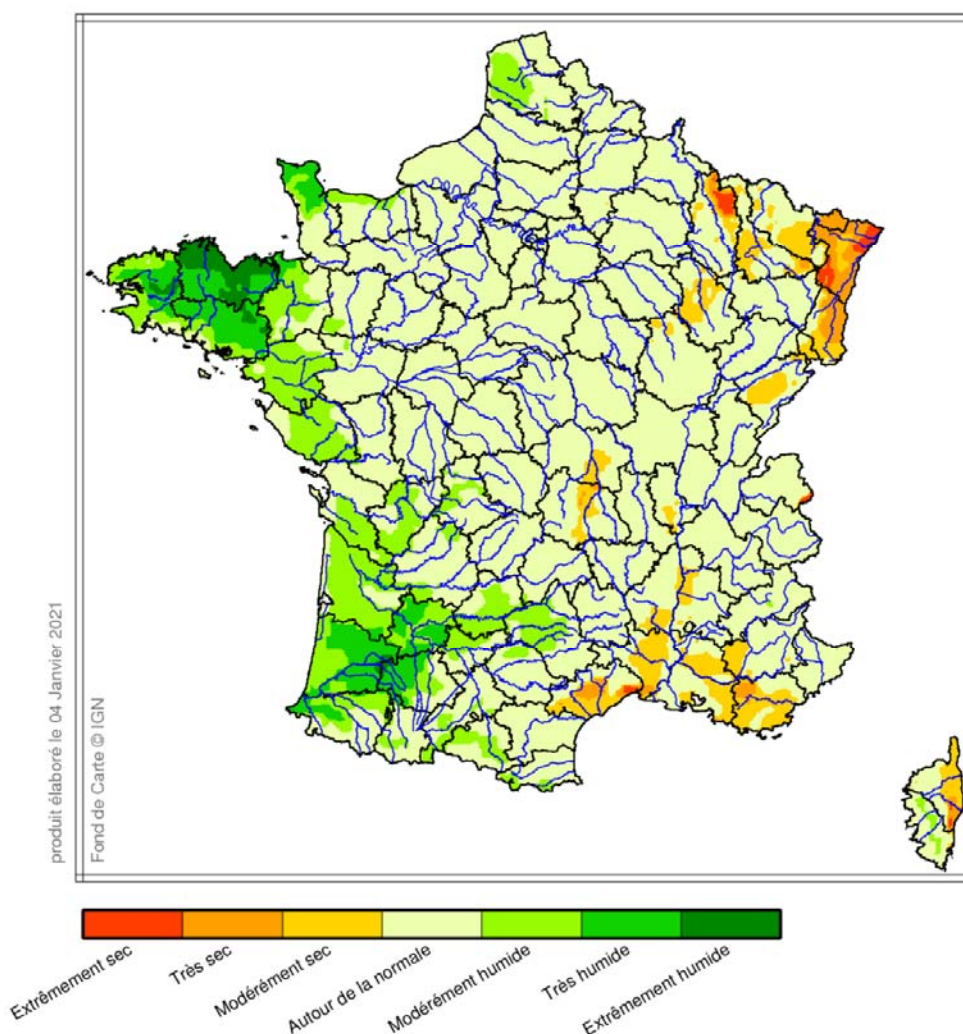 produit élaboré le 04 Janvier 2021
Fond de Carte © IGN
Extrêmement sec
Très sec
Modérément sec
Autour de la normale
Modérément humide
Très humide
Extrêmement humide